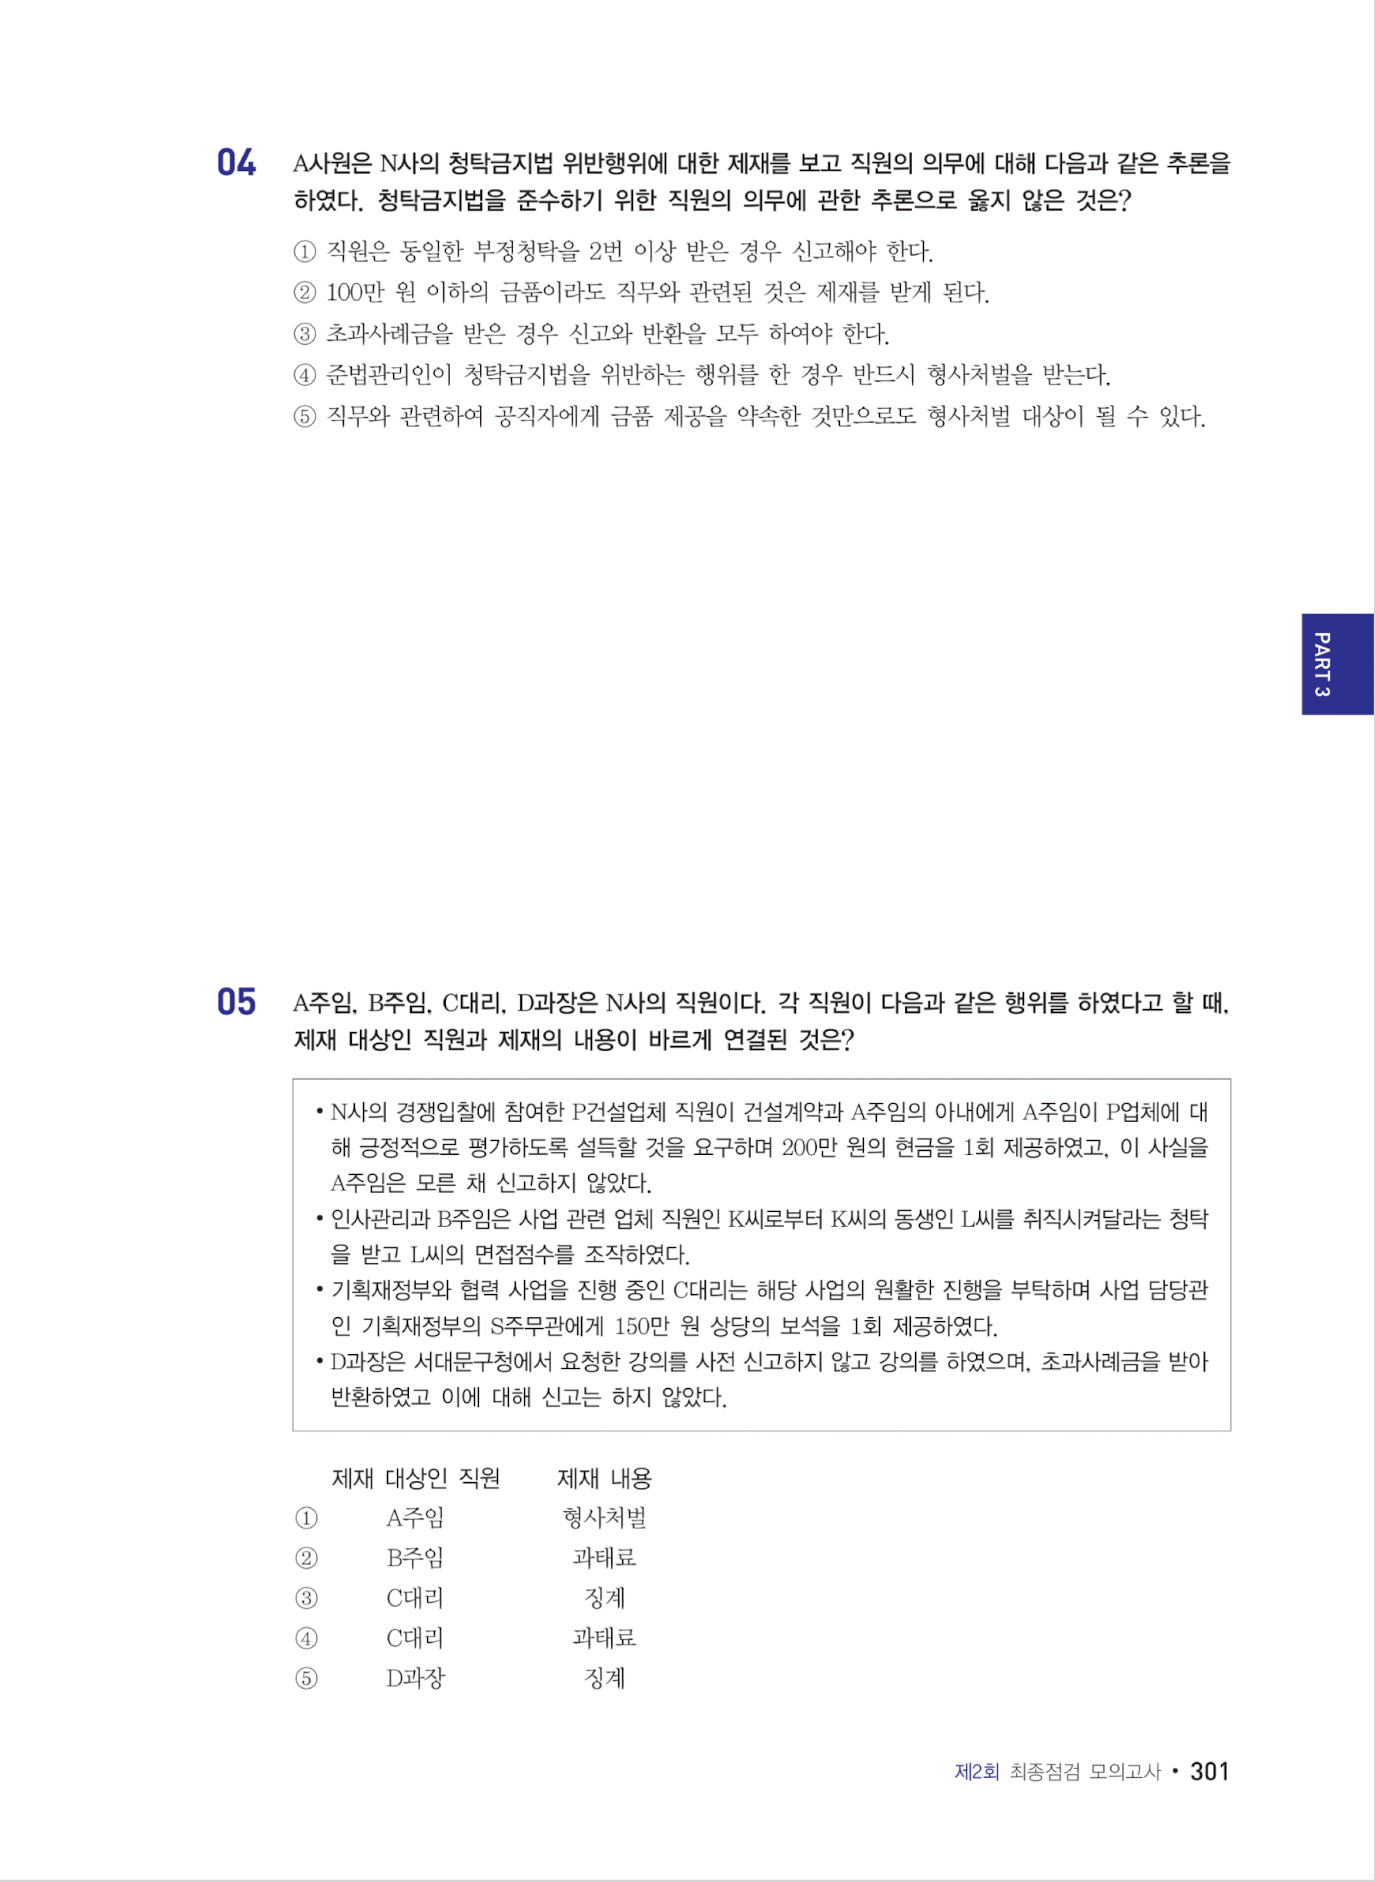 04 A사원은 N사의 청탁금지법 위반행위에 대한 제재를 보고 직원의 의무에 대해 다음과 같은 추론을
하였다. 청탁금지법을 준수하기 위한 직원의 의무에 관한 추론으로 옳지 않은 것은?
① 직원은 동일한 부정청탁을 2번 이상 받은 경우 신고해야 한다.
② 100만 원 이하의 금품이라도 직무와 관련된 것은 제재를 받게 된다.
③ 초과사례금을 받은 경우 신고와 반환을 모두 하여야 한다.
④ 준법관리인이 청탁금지법을 위반하는 행위를 한 경우 반드시 형사처벌을 받는다.
⑤ 직무와 관련하여 공직자에게 금품 제공을 약속한 것만으로도 형사처벌 대상이 될 수 있다.
PART 3
05 A주임, B주임, C대리, D과장은 N사의 직원이다. 각 직원이 다음과 같은 행위를 하였다고 할 때,
제재 대상인 직원과 제재의 내용이 바르게 연결된 것은?
• N사의 경쟁입찰에 참여한 P건설업체 직원이 건설계약과 A주임의 아내에게 A주임이 P업체에 대
해 긍정적으로 평가하도록 설득할 것을 요구하며 200만 원의 현금을 1회 제공하였고, 이 사실을
A주임은 모른 채 신고하지 않았다.
• 인사관리과 B주임은 사업 관련 업체 직원인 K씨로부터 K씨의 동생인 L씨를 취직시켜달라는 청탁
을 받고 L씨의 면접점수를 조작하였다.
• 기획재정부와 협력 사업을 진행 중인 C대리는 해당 사업의 원활한 진행을 부탁하며 사업 담당관
인 기획재정부의 S주무관에게 150만 원 상당의 보석을 1회 제공하였다.
• D과장은 서대문구청에서 요청한 강의를 사전 신고하지 않고 강의를 하였으며, 초과사례금을 받아
반환하였고 이에 대해 신고는 하지 않았다.
제재 대상인 직원 제재 내용
① A주임 형사처벌
② B주임 과태료
③ C대리 징계
④ C대리 과태료
⑤ D과장 징계
제2회 최종점검 모의고사 • 301